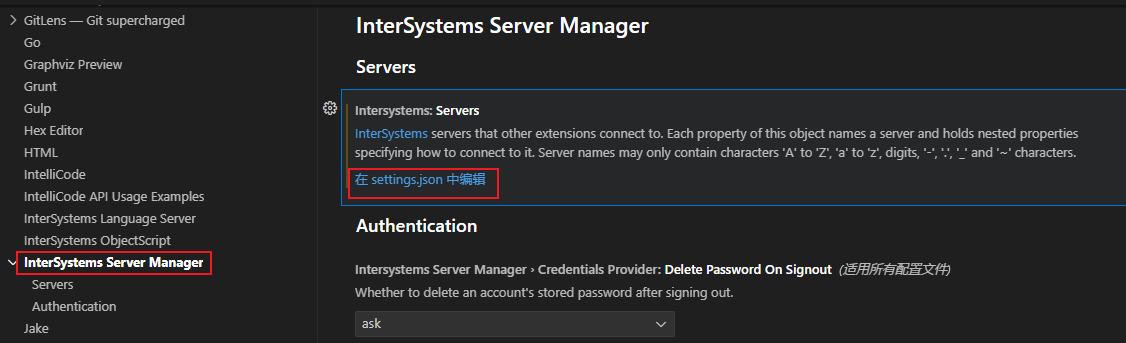 GitLens — Git supercharged
Go
Graphviz Preview
Grunt
Gulp
Hex Editor
HTML
IntelliCode
IntelliCode API Usage Examples
InterSystems Language Server
InterSystems ObjectScript
InterSystems Server Manager
Servers
Authentication
Jake
InterSystems Server Manager
Servers
Intersystems: Servers
InterSystems servers that other extensions connect to. Each property of this object names a server and holds nested properties
specifying how to connect to it. Server names may only contain characters 'A' to 'Z', 'a' to 'z', digits, '-', '.', '_' and '~' characters.
在 settings.json 中编辑
Authentication
Intersystems Server Manager › Credentials Provider: Delete Password On Signout (适用所有配置文件)
Whether to delete an account's stored password after signing out.
ask